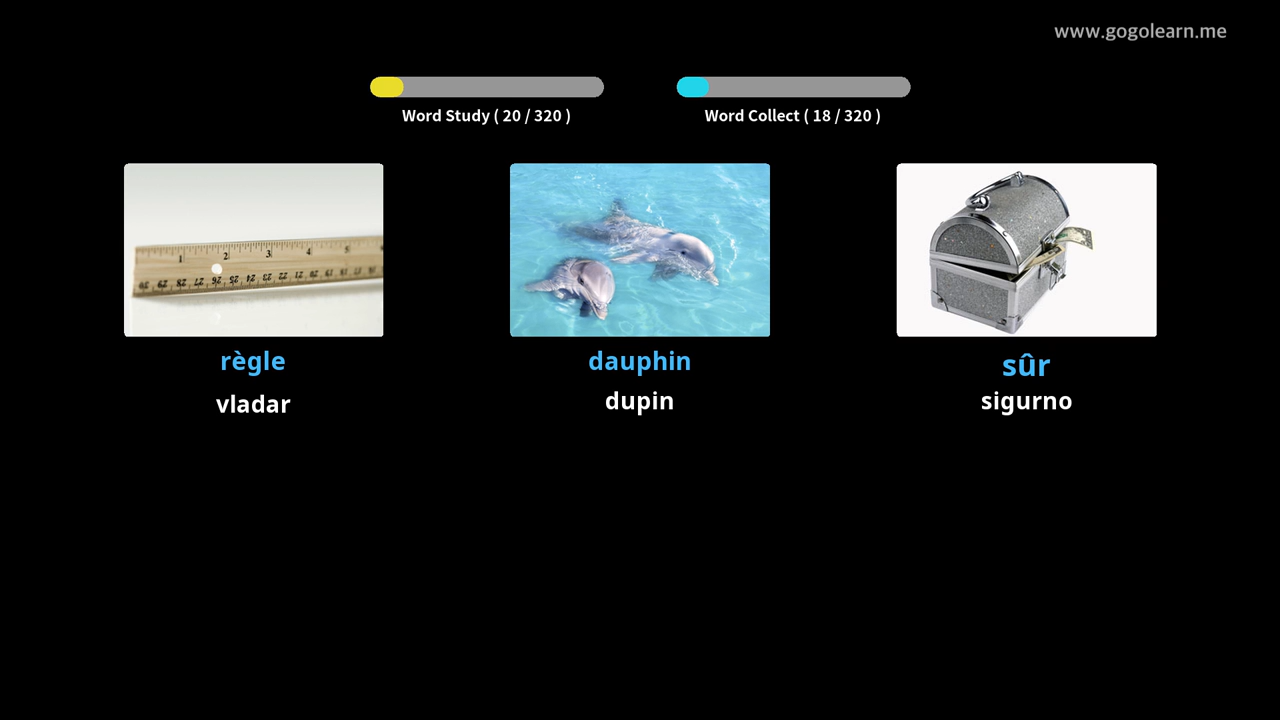 www.gogolearn.me
Word Study ( 20 / 320 )
Word Collect ( 18 / 320 )
règle
vladar
dauphin
dupin
sûr
sigurno